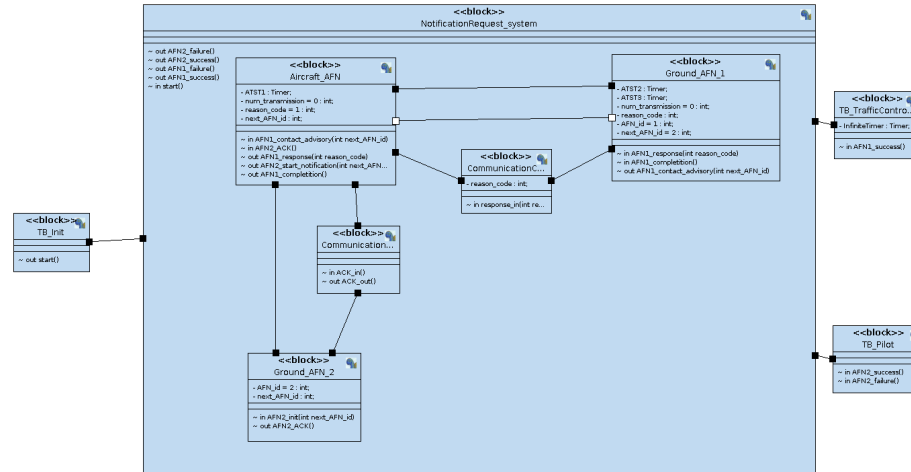 <<block>>
NotificationRequest_system
~ out AFN2_failure()
~ out AFN2_success()
~ out AFN1_failure()
~ out AFN1_success()
~ in start()
<<block>>
Aircraft_AFN
- ATST1 : Timer;
- num_transmission = 0 : int;
- reason_code = 1 : int;
- next_AFN_id : int;
~ in AFN1_contact_advisory(int next_AFN_id)
~ in AFN2_ACK()
~ out AFN1_response(int reason_code)
~ out AFN2_start_notification(int next_AFN...
~ out AFN1_completition()
<<block>>
Ground_AFN_1
- ATST2 : Timer;
- ATST3 : Timer;
- num_transmission = 0 : int;
- reason_code : int;
- AFN_id = 1 : int;
- next_AFN_id = 2 : int;
~ in AFN1_response(int reason_code)
~ in AFN1_completition()
~ out AFN1_contact_advisory(int next_AFN_id)
<<block>>
TB_TrafficContro...
- InfiniteTimer : Timer;
~ in AFN1_success()
<<block>>
CommunicationC...
- reason_code : int;
~ in response_in(int re...
<<block>>
TB_Init
~ out start()
<<block>>
Communication...
~ in ACK_in()
~ out ACK_out()
<<block>>
Ground_AFN_2
- AFN_id = 2 : int;
- next_AFN_id : int;
~ in AFN2_init(int next_AFN_id)
~ out AFN2_ACK()
<<block>>
TB_Pilot
~ in AFN2_success()
~ in AFN2_failure()